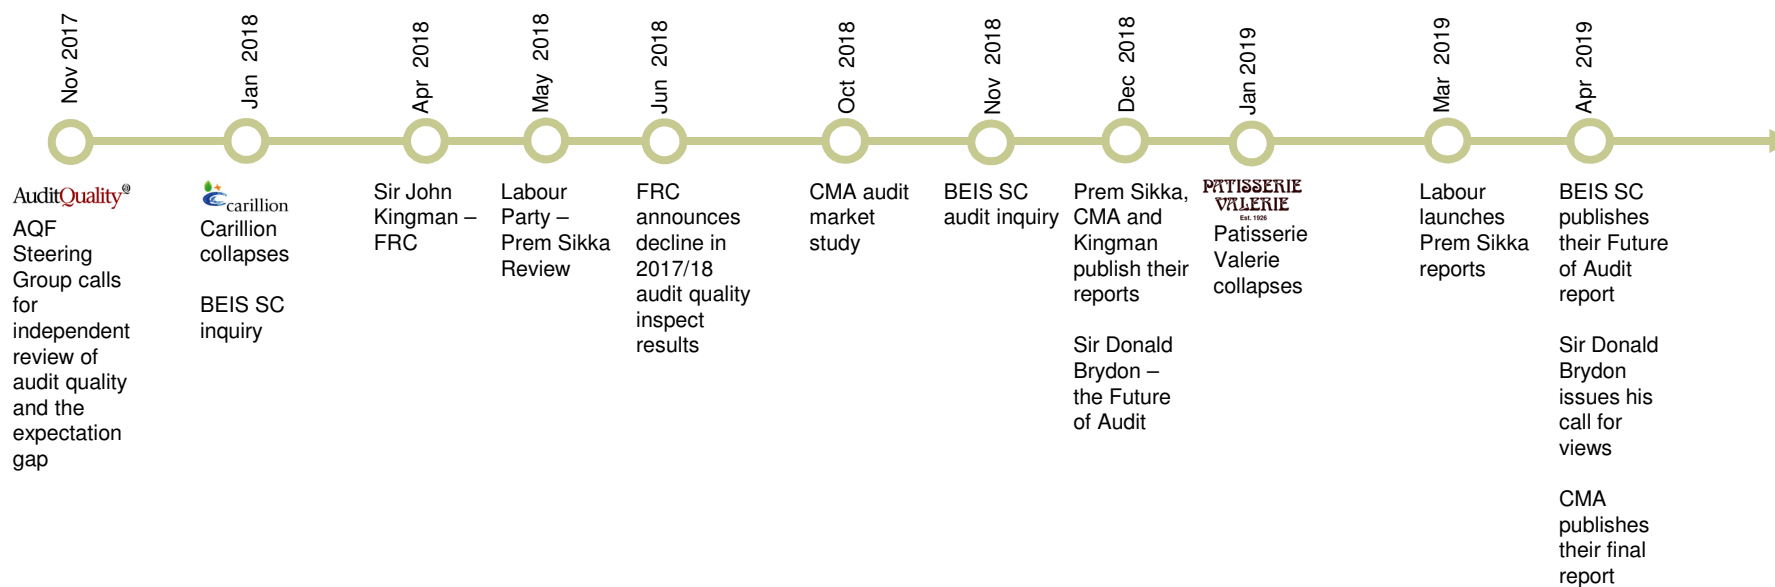 Nov 2017
Jan 2018
Apr 2018
May 2018
Jun 2018
Oct 2018
Nov 2018
Dec 2018
Jan 2019
Mar 2019
Apr 2019
AuditQuality®
AQF
Steering
Group calls
for
independent
review of
audit quality
and the
expectation
gap
carillion
Carillion
collapses
BEIS SC
inquiry
Sir John
Kingman –
FRC
Labour
Party –
Prem Sikka
Review
FRC
announces
decline in
2017/18
audit quality
inspect
results
CMA audit
market
study
BEIS SC
audit inquiry
Prem Sikka,
CMA and
Kingman
publish their
reports
Sir Donald
Brydon –
the Future
of Audit
PATISSERIE
VALERIE
Est. 1926
Patisserie
Valerie
collapses
Labour
launches
Prem Sikka
reports
BEIS SC
publishes
their Future
of Audit
report
Sir Donald
Brydon
issues his
call for
views
CMA
publishes
their final
report